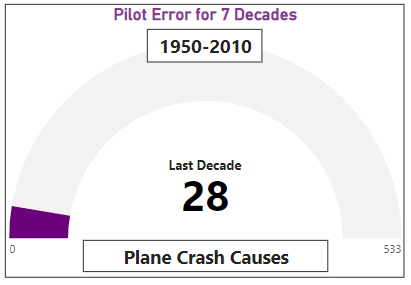 Pilot Error for 7 Decades
1950-2010
Last Decade
28
0
533
Plane Crash Causes